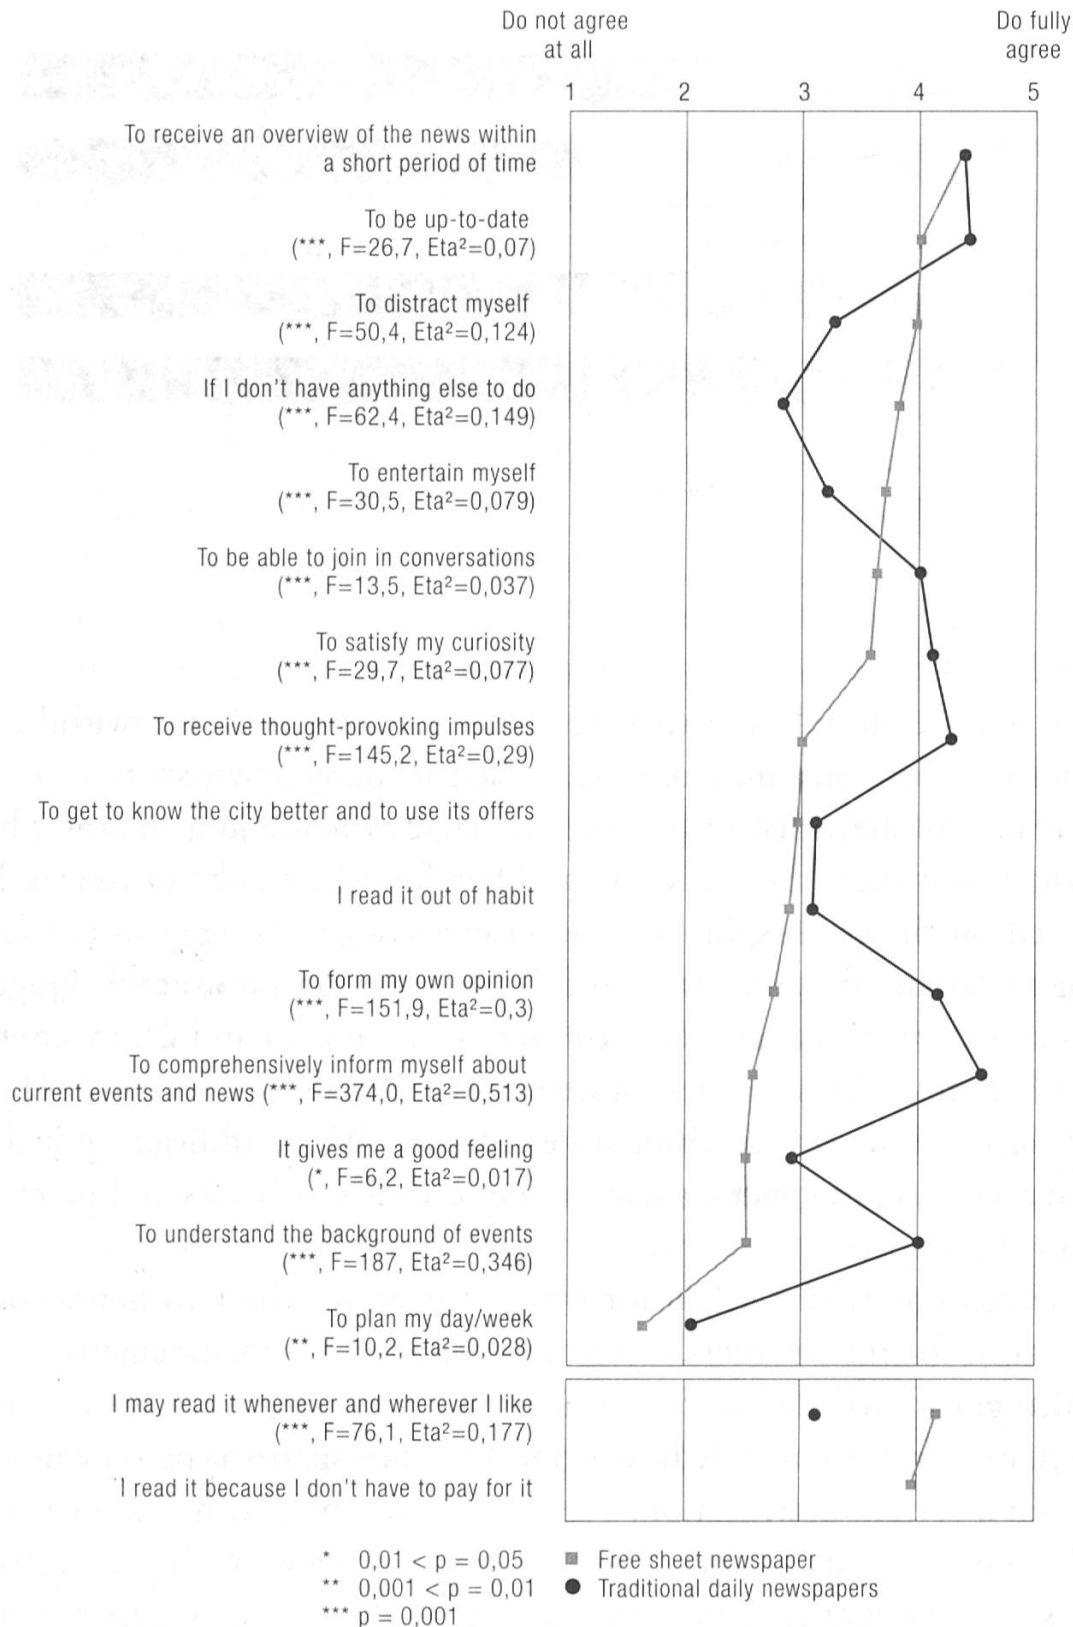 Do not agree
at all
Do fully
agree
1 2 3 4 5
To receive an overview of the news within
a short period of time
To be up-to-date
(***, F=26,7, Eta²=0,07)
To distract myself
(***, F=50,4, Eta²=0,124)
If I don't have anything else to do
(***, F=62,4, Eta²=0,149)
To entertain myself
(***, F=30,5, Eta²=0,079)
To be able to join in conversations
(***, F=13,5, Eta²=0,037)
To satisfy my curiosity
(***, F=29,7, Eta²=0,077)
To receive thought-provoking impulses
(***, F=145,2, Eta²=0,29)
To get to know the city better and to use its offers
I read it out of habit
To form my own opinion
(***, F=151,9, Eta²=0,3)
To comprehensively inform myself about
current events and news (***, F=374,0, Eta²=0,513)
It gives me a good feeling
(*, F=6,2, Eta²=0,017)
To understand the background of events
(***, F=187, Eta²=0,346)
To plan my day/week
(**, F=10,2, Eta²=0,028)
I may read it whenever and wherever I like
(***, F=76,1, Eta²=0,177)
I read it because I don't have to pay for it
* 0,01 < p = 0,05
** 0,001 < p = 0,01
*** p = 0,001
Free sheet newspaper
Traditional daily newspapers